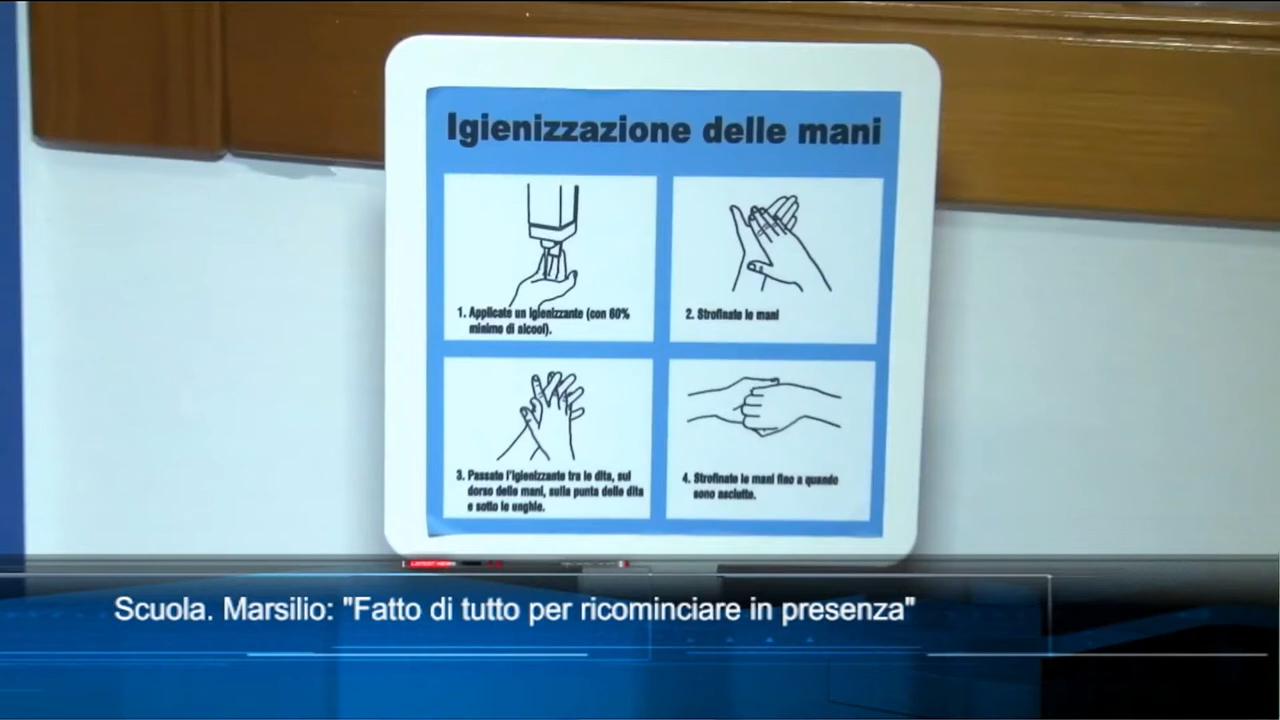 Igienizzazione delle mani
1. Applicate un igienizzante (con 60%
minimo di alcool).
2. Strofinate le mani
3. Passate l'igienizzante tra le dita, sul
dorso delle mani, sulla punta delle dita
e sotto le unghie.
4. Strofinate le mani fino a quando
sono asciutte.
LATEST NEWS
Scuola. Marsilio: "Fatto di tutto per ricominciare in presenza"